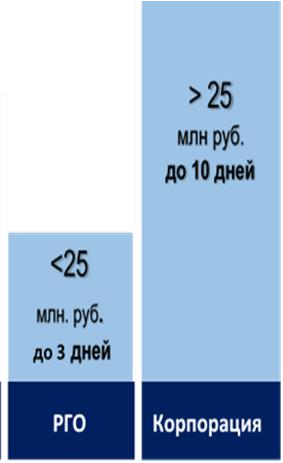 <25
млн. руб.
до 3 дней
РГО
> 25
млн руб.
до 10 дней
Корпорация